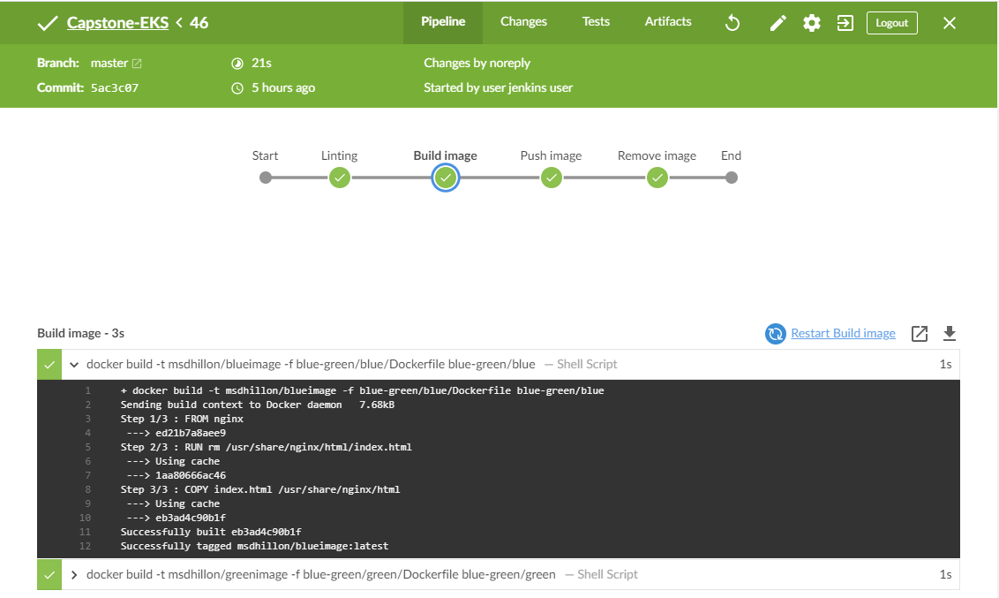 Capstone-EKS < 46 Pipeline Changes Tests Artifacts Logout
Branch: master 21s Changes by noreply
Commit: 5ac3c07 5 hours ago Started by user jenkins user
Start Linting Build image Push image Remove image End
Build image - 3s Restart Build image
docker build -t msdhillon/blueimage -f blue-green/blue/Dockerfile blue-green/blue — Shell Script 1s
1 + docker build -t msdhillon/blueimage -f blue-green/blue/Dockerfile blue-green/blue
2 Sending build context to Docker daemon 7.68kB
3 Step 1/3 : FROM nginx
4 ---> ed21b7a8aee9
5 Step 2/3 : RUN rm /usr/share/nginx/html/index.html
6 ---> Using cache
7 ---> 1aa80666ac46
8 Step 3/3 : COPY index.html /usr/share/nginx/html
9 ---> Using cache
10 ---> eb3ad4c90b1f
11 Successfully built eb3ad4c90b1f
12 Successfully tagged msdhillon/blueimage:latest
docker build -t msdhillon/greenimage -f blue-green/green/Dockerfile blue-green/green — Shell Script 1s